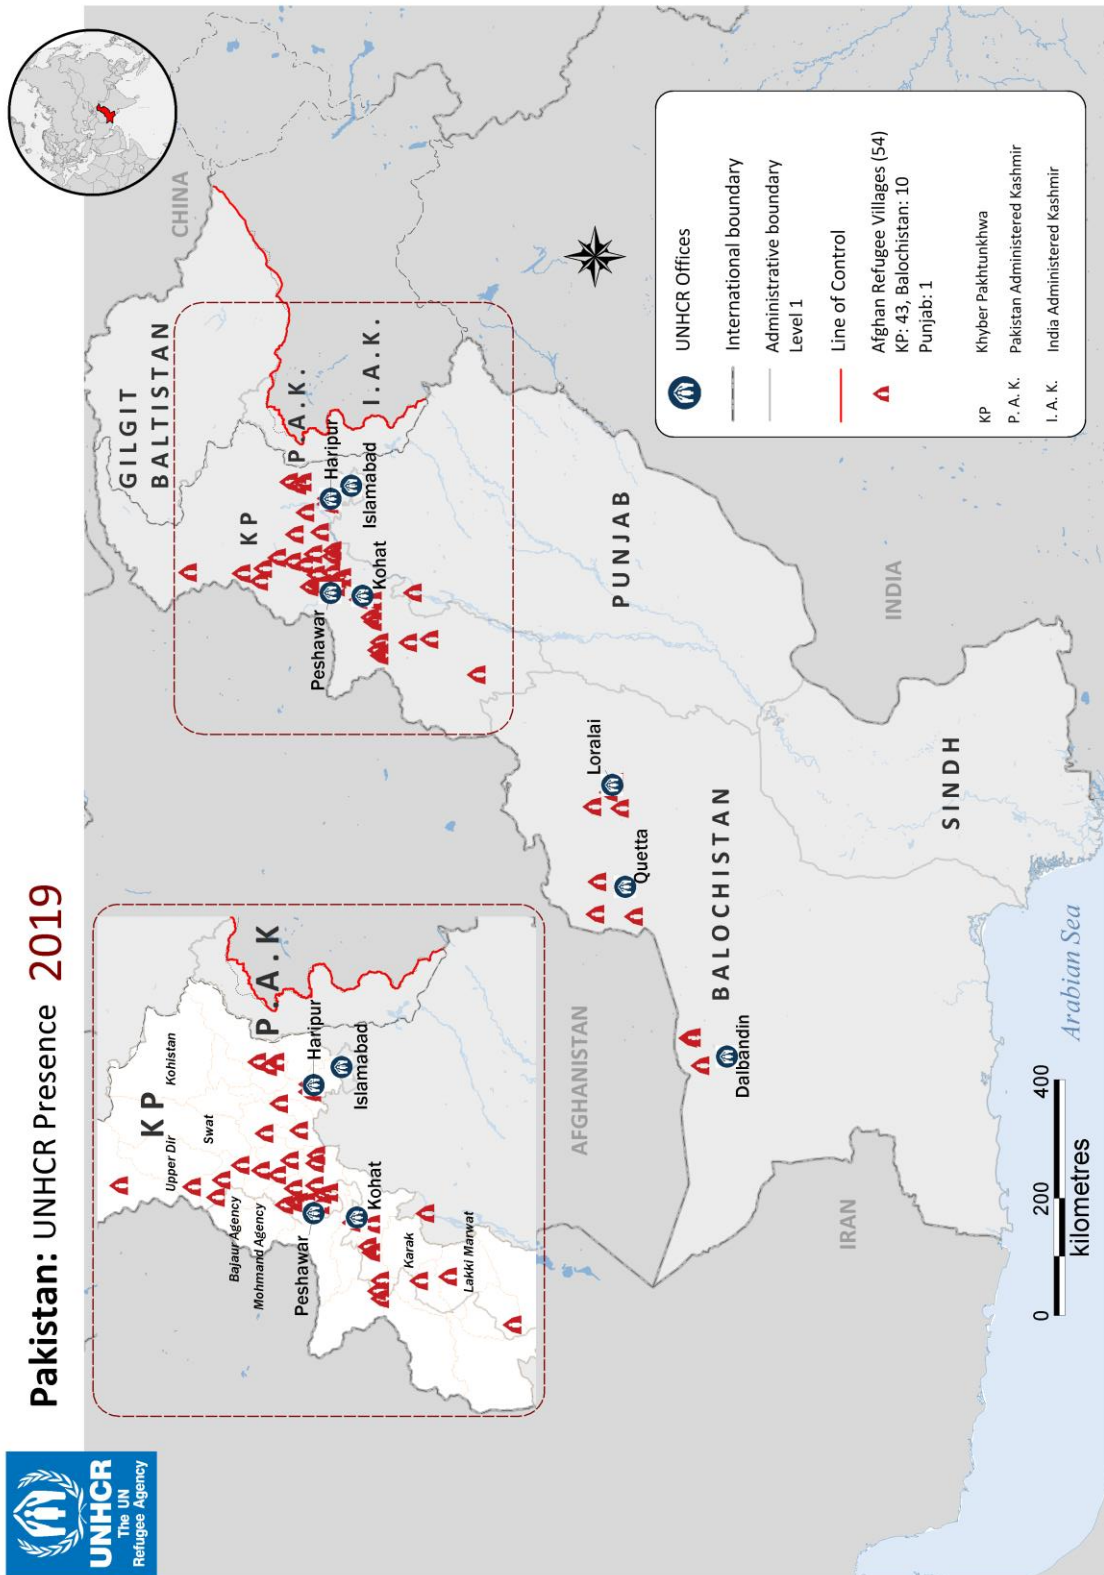 Pakistan: UNHCR Presence 2019
UNHCR
The UN
Refugee Agency
KP
Kohistan
Upper Dir
Swat
P.A.K
Bajaur Agency
Mohmand Agency
Haripur
Peshawar
Islamabad
Kohat
Karak
Lakki Marwat
CHINA
GILGIT
BALTISTAN
KP
P.A.K.
I.A.K.
Haripur
Peshawar
Islamabad
Kohat
AFGHANISTAN
Loralai
PUNJAB
Quetta
BALOCHISTAN
Dalbandin
INDIA
IRAN
SINDH
Arabian Sea
0 200 400
kilometres
UNHCR Offices
International boundary
Administrative boundary
Level 1
Line of Control
Afghan Refugee Villages (54)
KP: 43, Balochistan: 10
Punjab: 1
KP Khyber Pakhtunkhwa
P. A. K. Pakistan Administered Kashmir
I. A. K. India Administered Kashmir